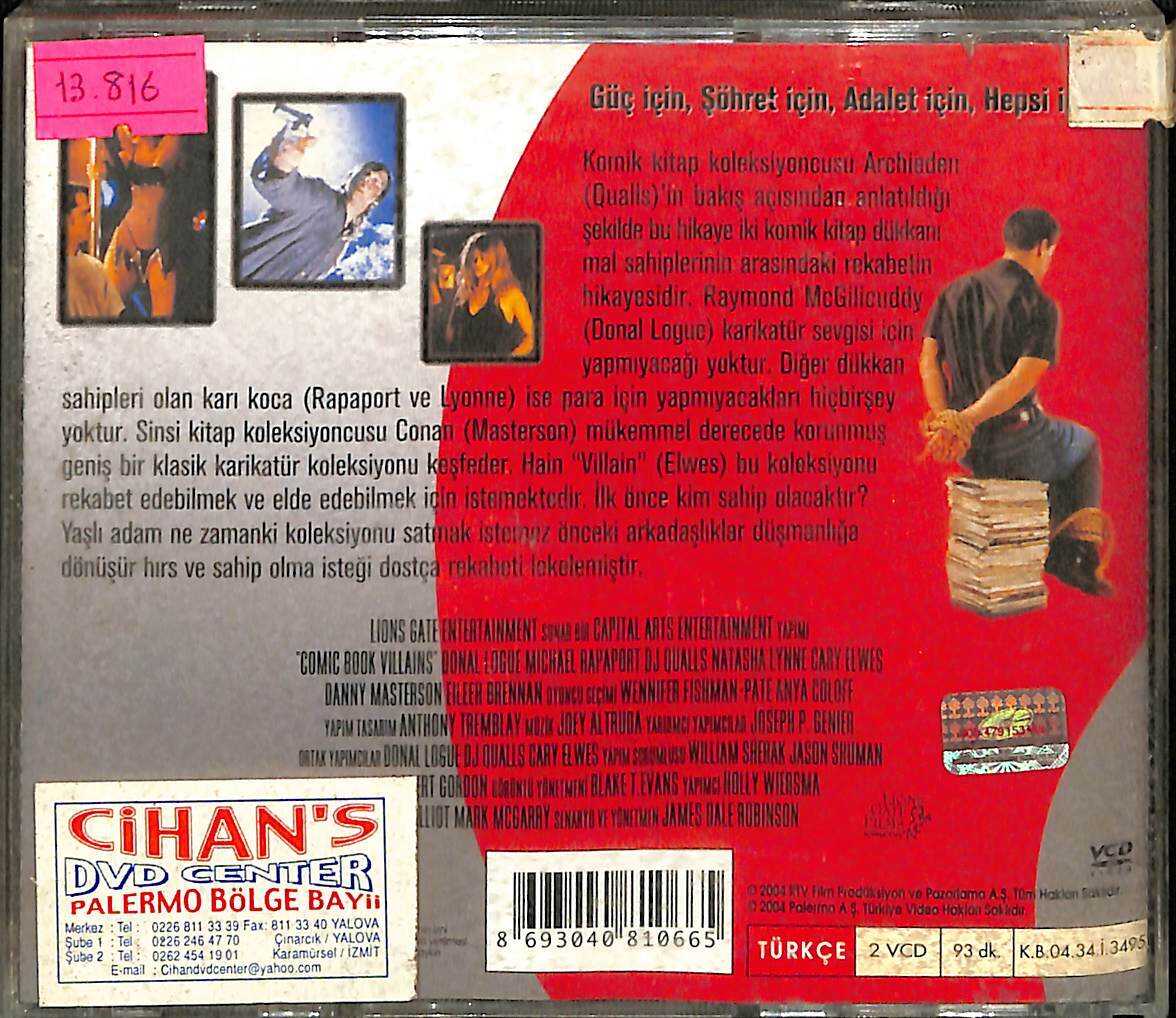 13.816
Güç için, Şöhret için, Adalet için, Hepsi i
Komik kitap koleksiyoncusu Archieden
(Qualls)'in bakış açısından anlatıldığı
şekilde bu hikaye iki komik kitap dükkanı
mal sahiplerinin arasındaki rekabetin
hikayesidir. Raymond McGillcuddy
(Donal Logue) karikatür sevgisi için
yapmıyacağı yoktur. Diğer dükkan
sahipleri olan karı koca (Rapaport ve Lyonne) ise para için yapmıyacakları hiçbirşey
yoktur. Sinsi kitap koleksiyoncusu Conan (Masterson) mükemmel derecede korunmuş
geniş bir klasik karikatür koleksiyonu keşfeder. Hain "Villain" (Elwes) bu koleksiyonu
rekabet edebilmek ve elde edebilmek için istemektedir. İlk önce kim sahip olacaktır?
Yaşlı adam ne zamanki koleksiyonu satmak istemez önceki arkadaşlıklar düşmanlığa
dönüşür hırs ve sahip olma isteği dostça rekabeti lekelemiştir.
LIONS GATE ENTERTAINMENT SUNAR BİR CAPITAL ARTS ENTERTAINMENT YAPIMI
"COMIC BOOK VILLAINS" DONAL LOGUE MICHAEL RAPAPORT DJ QUALLS NATASHA LYNNE CARY ELWES
DANNY MASTERSON EILEEN BRENNAN OYUNCU SEÇİMİ WENNIFER FISHMAN-PATE ANYA COLOFF
YAPIM TASARIM ANTHONY TREMBLAY MÜZİK JOEY ALTRUDA YARDIMCI YAPIMCILAR JOSEPH P. GENIER
ORTAK YAPIMCILAR DONAL LOGUE DJ QUALLS CARY ELWES YAPIM SORUMLUSU WILLIAM SHERAK JASON SHUMAN
RT GORDON GÖRÜNTÜ YÖNETMENİ BLAKE T. EVANS YAPIMCI HOLLY WIERSMA
LLIOT MARK MCGARRY SENARYO VE YÖNETMEN JAMES DALE ROBINSON
CiHAN'S
DVD CENTER
PALERMO BÖLGE BAYii
Merkez : Tel : 0226 811 33 39 Fax: 811 33 40 YALOVA
Şube 1 : Tel : 0226 246 47 70 Çınarcık / YALOVA
Şube 2 : Tel : 0262 454 19 01 Karamürsel / İZMİT
E-mail : Cihandvdcenter@yahoo.com
8 693040 810665
VCD
© 2004 RTV Film Prodüksiyon ve Pazarlama A.Ş. Tüm Hakları Saklıdır.
© 2004 Palermo A.Ş. Türkiye Video Hakları Saklıdır.
TÜRKÇE 2 VCD 93 dk. K.B.04.34.İ.3495